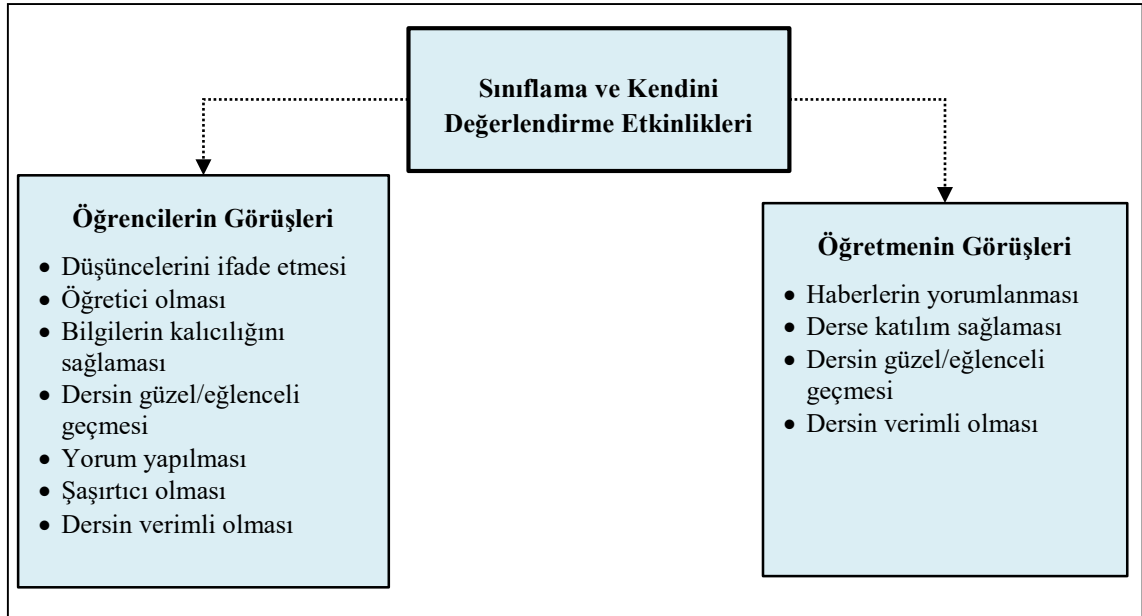 Sınıflama ve Kendini
Değerlendirme Etkinlikleri
Öğrencilerin Görüşleri
• Düşüncelerini ifade etmesi
• Öğretici olması
• Bilgilerin kalıcılığını
sağlaması
• Dersin güzel/eğlenceli
geçmesi
• Yorum yapılması
• Şaşırtıcı olması
• Dersin verimli olması
Öğretmenin Görüşleri
• Haberlerin yorumlanması
• Derse katılım sağlaması
• Dersin güzel/eğlenceli
geçmesi
• Dersin verimli olması